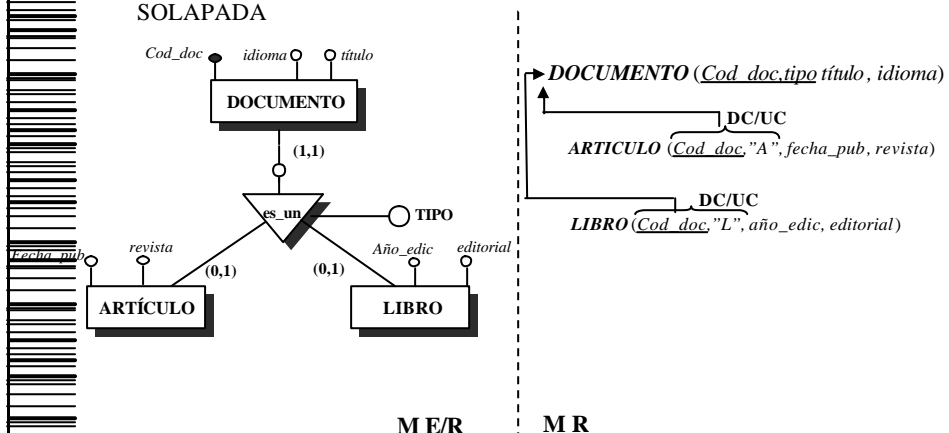 SOLAPADA
Cod_doc idioma título
DOCUMENTO
(1,1)
es_un
TIPO
Fecha_pub revista
Año_edic editorial
(0,1) (0,1)
ARTÍCULO LIBRO
M E/R
DOCUMENTO (Cod_doc,tipo título, idioma)
DC/UC
ARTICULO (Cod_doc,"A", fecha_pub, revista)
DC/UC
LIBRO (Cod_doc,"L", año_edic, editorial)
M R